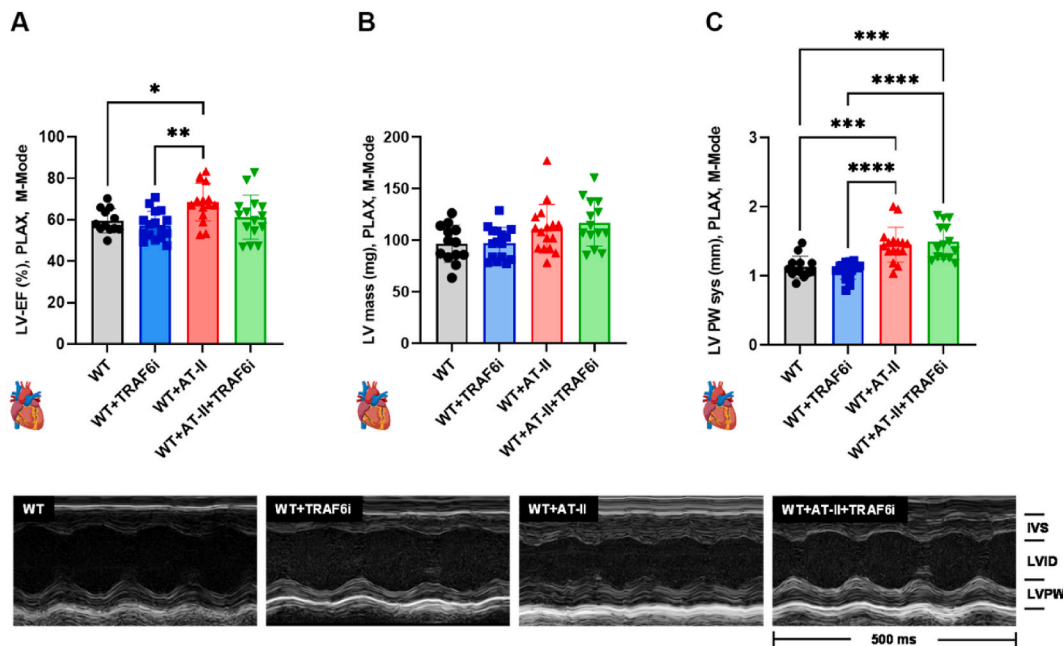 A
B
C
LV-EF (%), PLAX, M-Mode
100
80
60
40
20
0
*
**
WT
WT+TRAF6i
WT+AT-II
WT+AT-II+TRAF6i
LV mass (mg), PLAX, M-Mode
200
150
100
50
0
WT
WT+TRAF6i
WT+AT-II
WT+AT-II+TRAF6i
LV PW sys (mm), PLAX, M-Mode
3
2
1
0
***
****
***
****
WT
WT+TRAF6i
WT+AT-II
WT+AT-II+TRAF6i
WT
WT+TRAF6i
WT+AT-II
WT+AT-II+TRAF6i
IVS
LVID
LVPW
500 ms